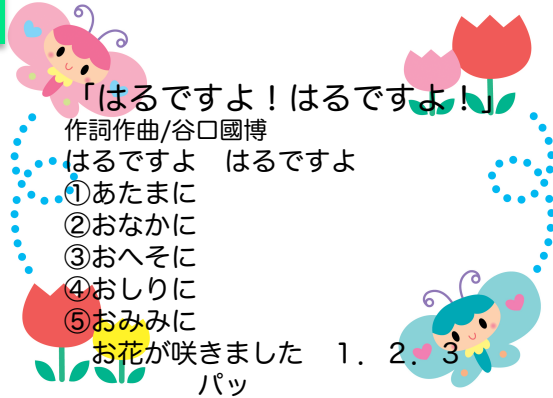 「はるですよ！はるですよ！」
作詞作曲/谷口國博
はるですよ　はるですよ
①あたまに
②おなかに
③おへそに
④おしりに
⑤おみみに
お花が咲きました　１．２．３
パッ